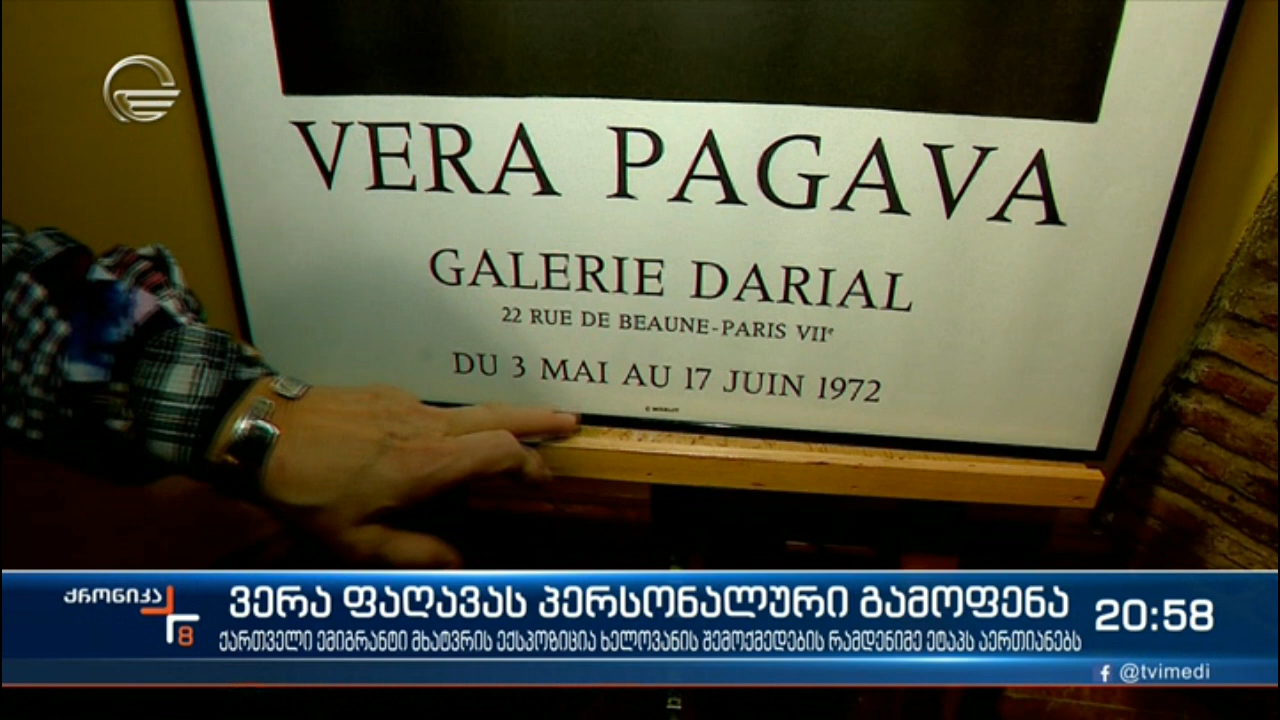 VERA PAGAVA
GALERIE DARIAL
22 RUE DE BEAUNE-PARIS VIIe
DU 3 MAI AU 17 JUIN 1972
© MOURLOT
ქრონიკა
8
ვერა ფაღავას პერსონალური გამოფენა
20:58
ქართველი ემიგრანტი მხატვრის ექსპოზიცია ხელოვანის შემოქმედების რამდენიმე ეტაპს აერთიანებს
f @tvimedi